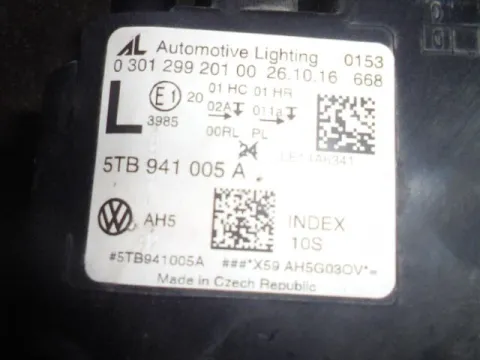 AL Automotive Lighting 0153
0 301 299 201 00 26.10.16 668
L E1 20 01 HC 01 HR
02A 011a
3985
00RL PL
5TB 941 005 A
AH5 INDEX
10S
#5TB941005A ###*X59 AH5G03OV*=
Made in Czech Republic